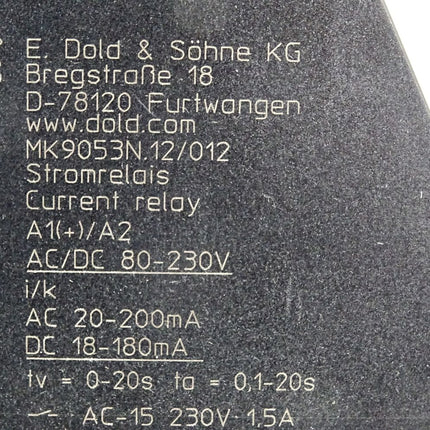 E. Dold & Söhne KG
Bregstraße 18
D-78120 Furtwangen
www.dold.com
MK9053N.12/012
Stromrelais
Current relay
A1(+)/A2
AC/DC 80-230V
i/k
AC 20-200mA
DC 18-180mA
tv = 0-20s ta = 0,1-20s
AC-15 230V 1,5A